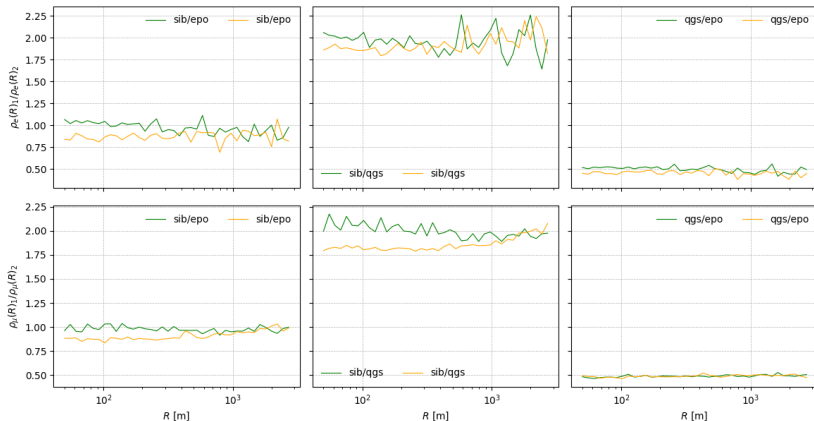 sib/epo sib/epo
qgs/epo qgs/epo
ρₑ(R)₁/ρₑ(R)₂
2.25
2.00
1.75
1.50
1.25
1.00
0.75
0.50
sib/qgs sib/qgs
sib/epo sib/epo
qgs/epo qgs/epo
ρμ(R)₁/ρμ(R)₂
2.25
2.00
1.75
1.50
1.25
1.00
0.75
0.50
sib/qgs sib/qgs
10² 10³ 10² 10³ 10² 10³
R [m] R [m] R [m]